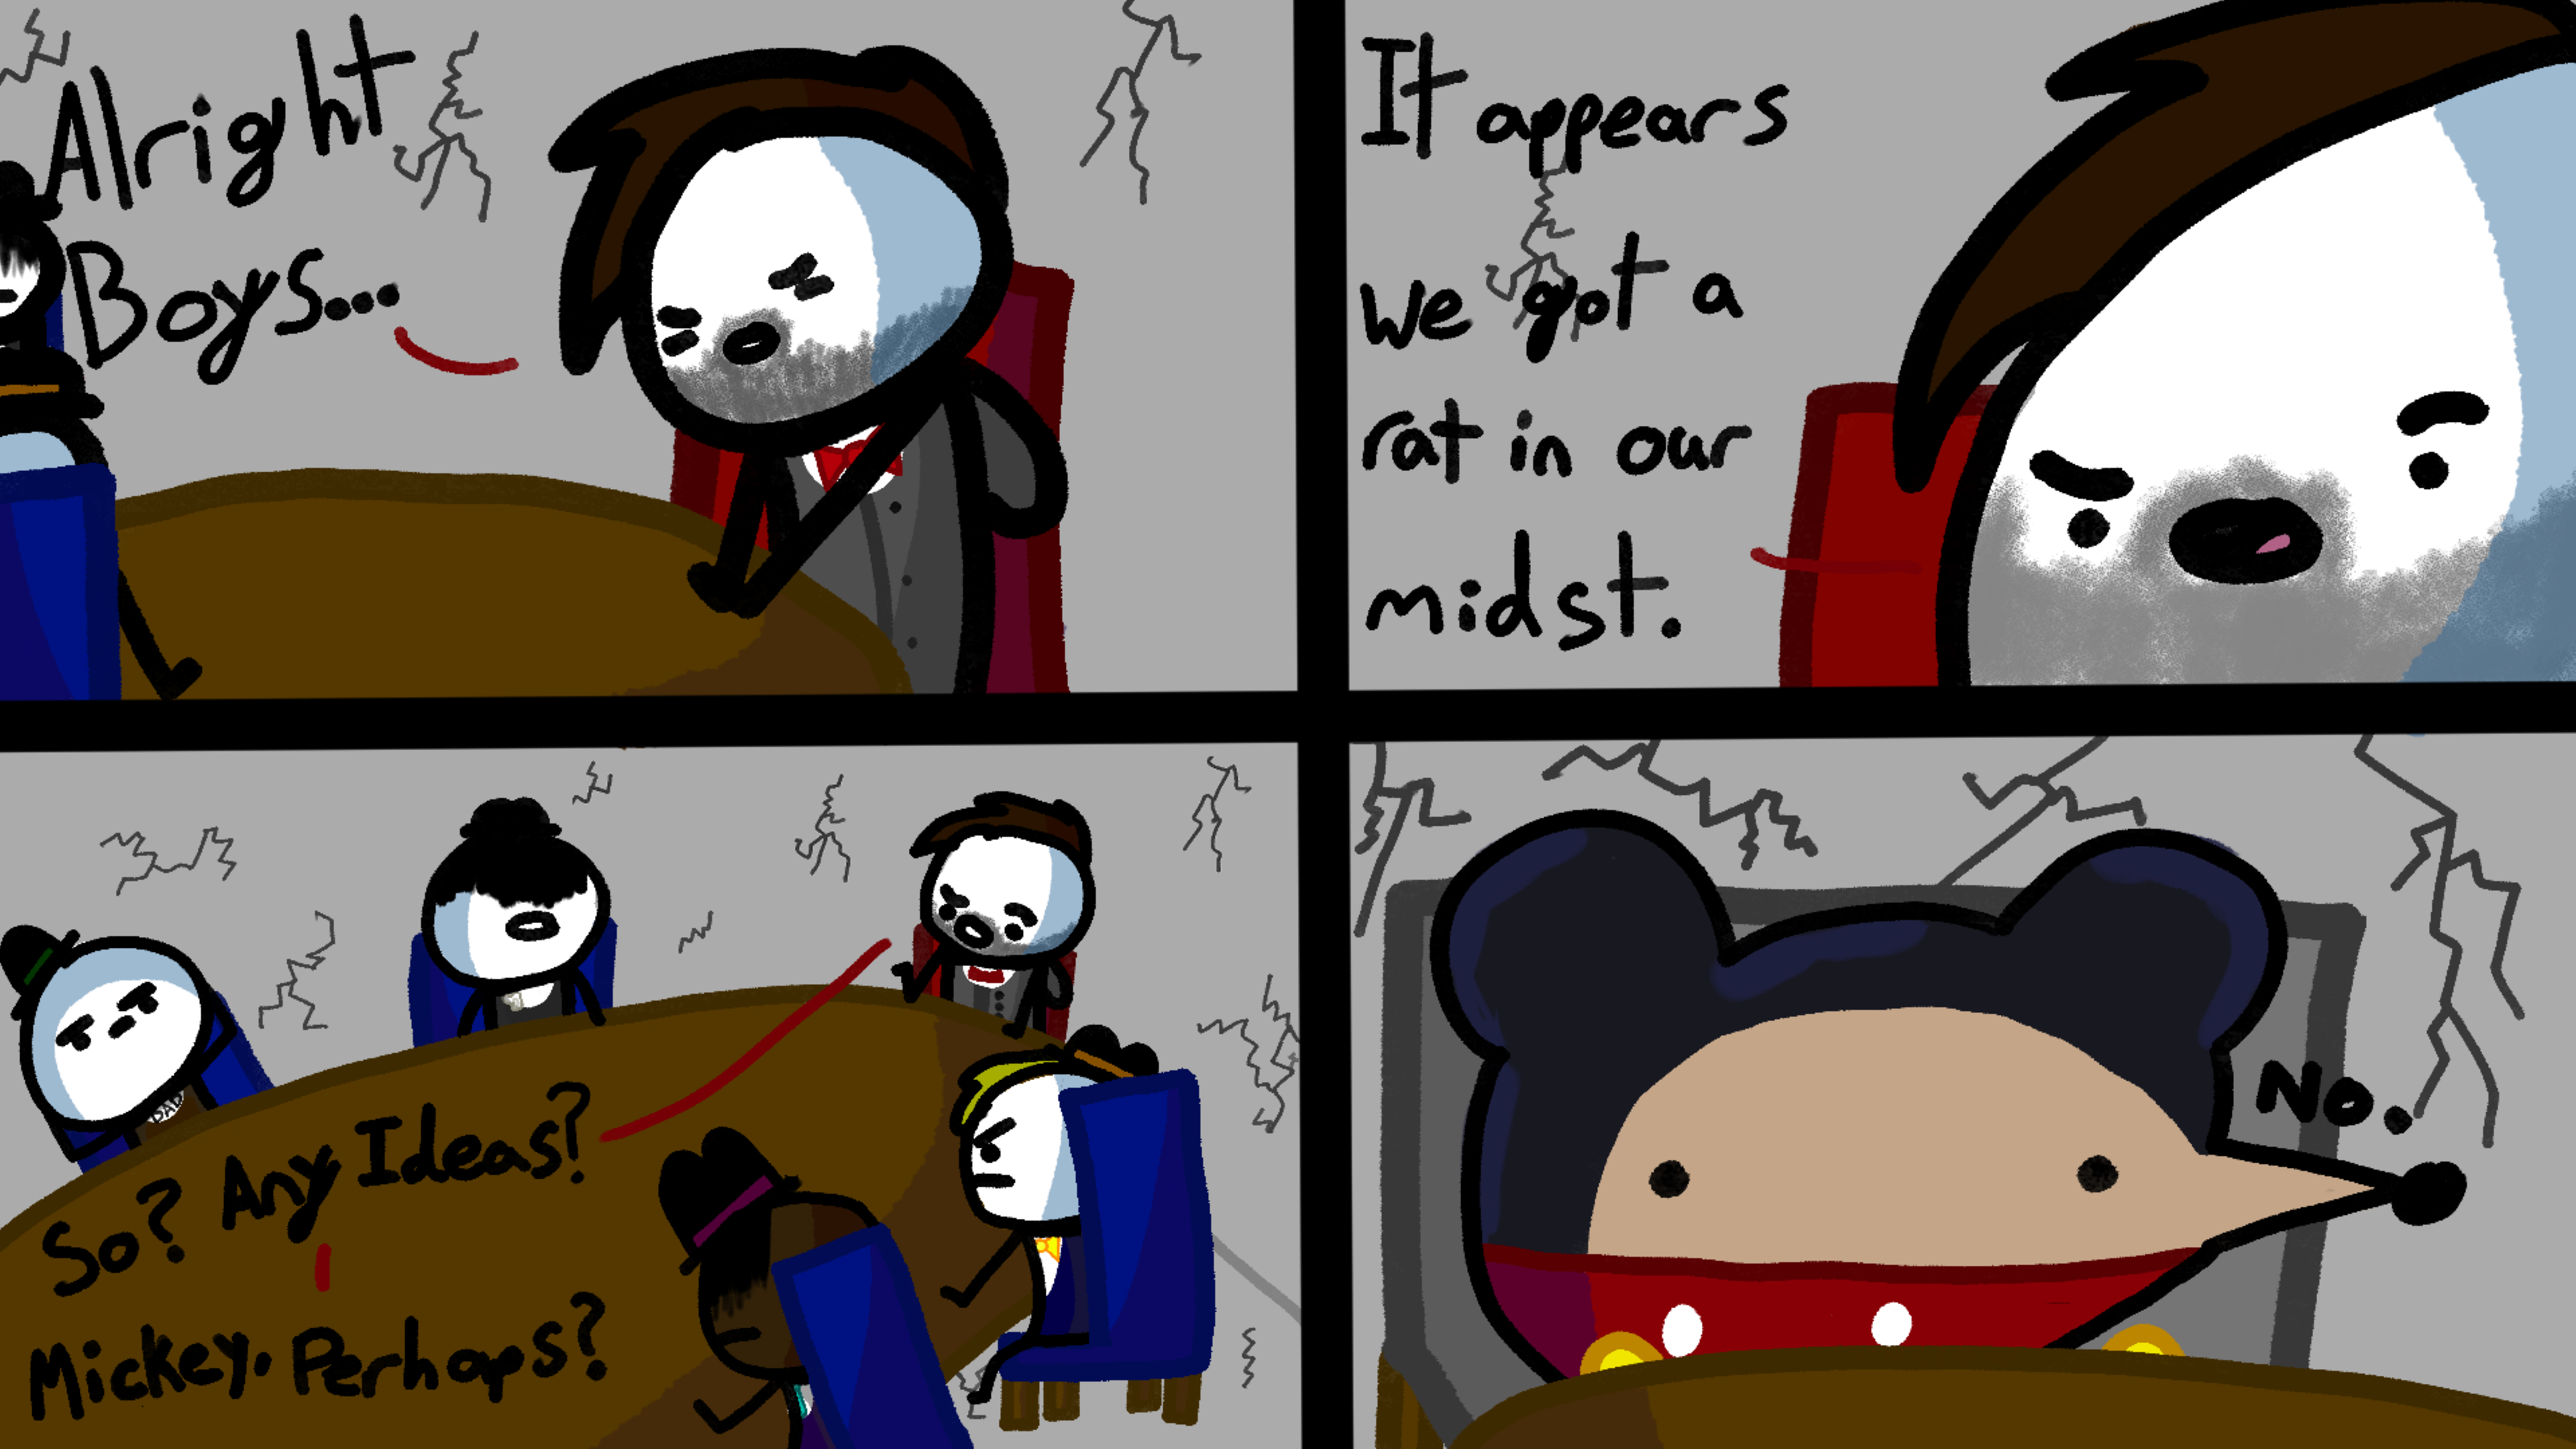 Alright
Boys...
It appears
we got a
rat in our
midst.
So? Any Ideas?
Mickey. Perhaps?
No.